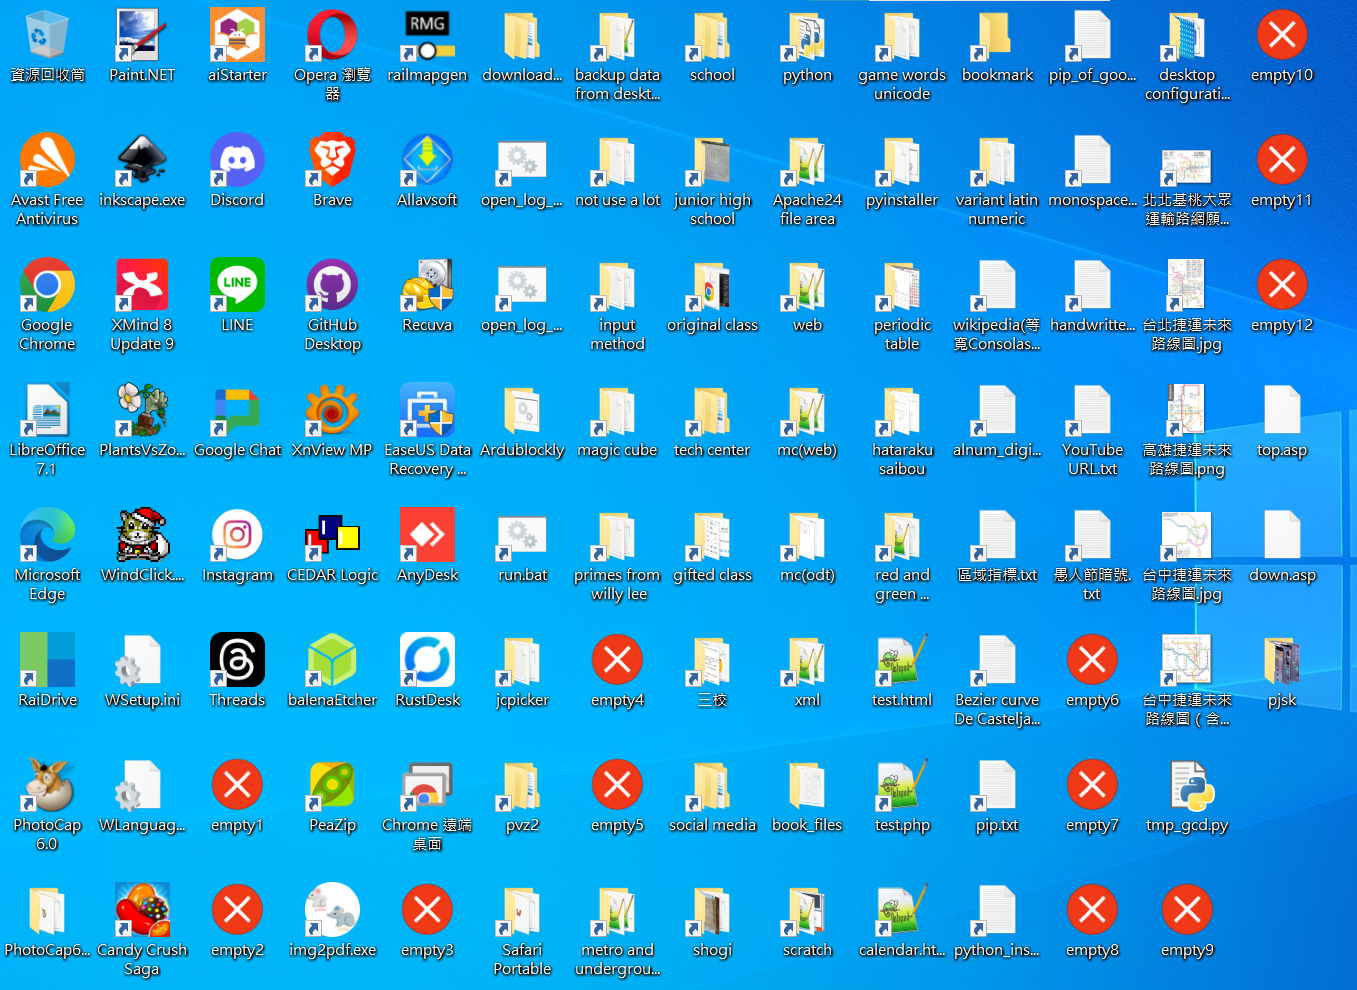 RMG
資源回收筒
Paint.NET
aiStarter
Opera 瀏覽
器
railmapgen
download...
backup data
from deskt...
school
python
game words
unicode
bookmark
pip_of_goo...
desktop
configurati...
empty10
Avast Free
Antivirus
inkscape.exe
Discord
Brave
Allavsoft
open_log_...
not use a lot
junior high
school
Apache24
file area
pyinstaller
variant latin
numeric
monospace...
北北基桃大眾
運輸路網願...
empty11
LINE
Google
Chrome
XMind 8
Update 9
LINE
GitHub
Desktop
Recuva
open_log_...
input
method
original class
web
periodic
table
wikipedia(等
寬Consolas...
handwritte...
台北捷運未來
路線圖.jpg
empty12
LibreOffice
7.1
PlantsVsZo...
Google Chat
XnView MP
EaseUS Data
Recovery ...
Ardublockly
magic cube
tech center
mc(web)
hataraku
saibou
alnum_digi...
YouTube
URL.txt
高雄捷運未來
路線圖.png
top.asp
Microsoft
Edge
WindClick....
Instagram
CEDAR Logic
AnyDesk
run.bat
primes from
willy lee
gifted class
mc(odt)
red and
green ...
區域指標.txt
愚人節暗號.
txt
台中捷運未來
路線圖.jpg
down.asp
RaiDrive
WSetup.ini
Threads
balenaEtcher
RustDesk
jcpicker
empty4
三校
xml
test.html
Bezier curve
De Castelja...
empty6
台中捷運未來
路線圖（含...
pjsk
PhotoCap
6.0
WLanguag...
empty1
PeaZip
Chrome 遠端
桌面
pvz2
empty5
social media
book_files
test.php
pip.txt
empty7
tmp_gcd.py
PhotoCap6...
Candy Crush
Saga
empty2
img2pdf.exe
empty3
Safari
Portable
metro and
undergrou...
shogi
scratch
calendar.ht...
python_ins...
empty8
empty9